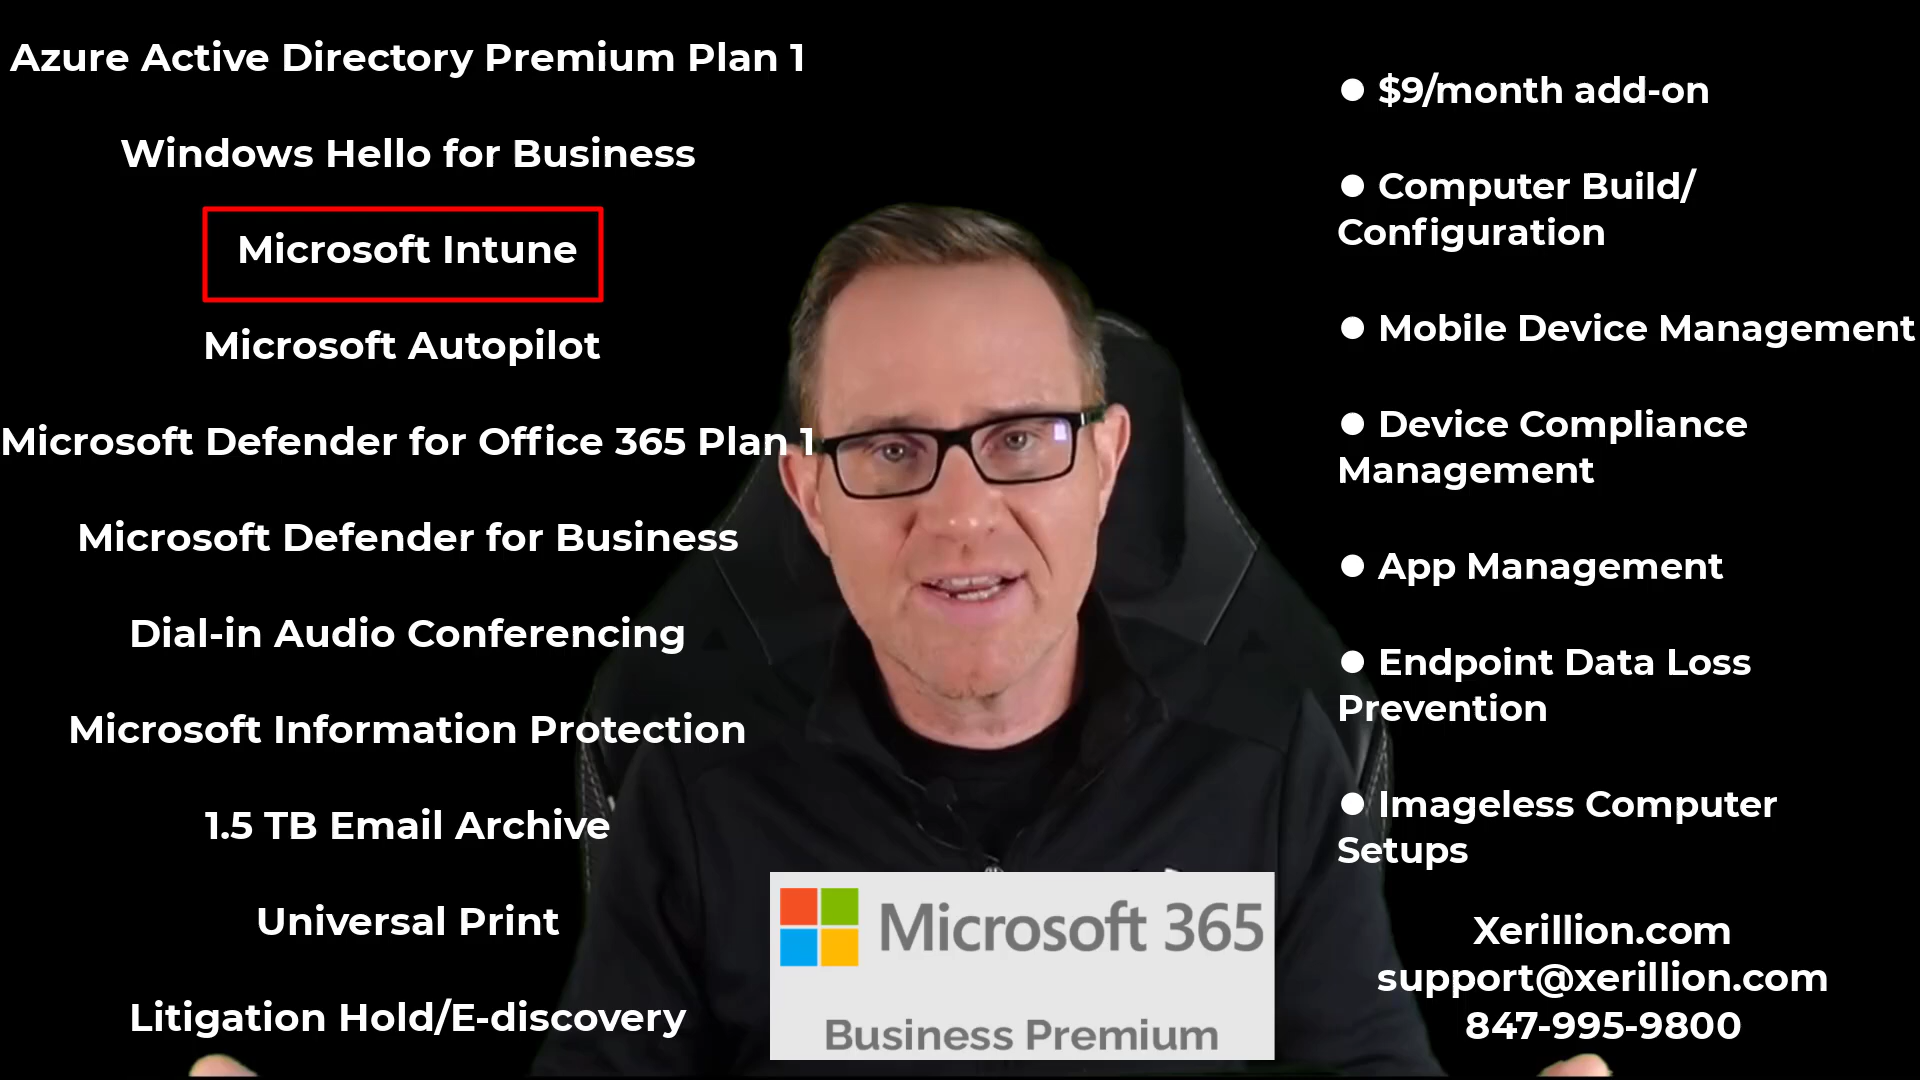 Azure Active Directory Premium Plan 1
Windows Hello for Business
Microsoft Intune
Microsoft Autopilot
Microsoft Defender for Office 365 Plan 1
Microsoft Defender for Business
Dial-in Audio Conferencing
Microsoft Information Protection
1.5 TB Email Archive
Universal Print
Litigation Hold/E-discovery
● $9/month add-on
● Computer Build/
Configuration
● Mobile Device Management
● Device Compliance
Management
● App Management
● Endpoint Data Loss
Prevention
● Imageless Computer
Setups
Xerillion.com
support@xerillion.com
847-995-9800
Microsoft 365
Business Premium